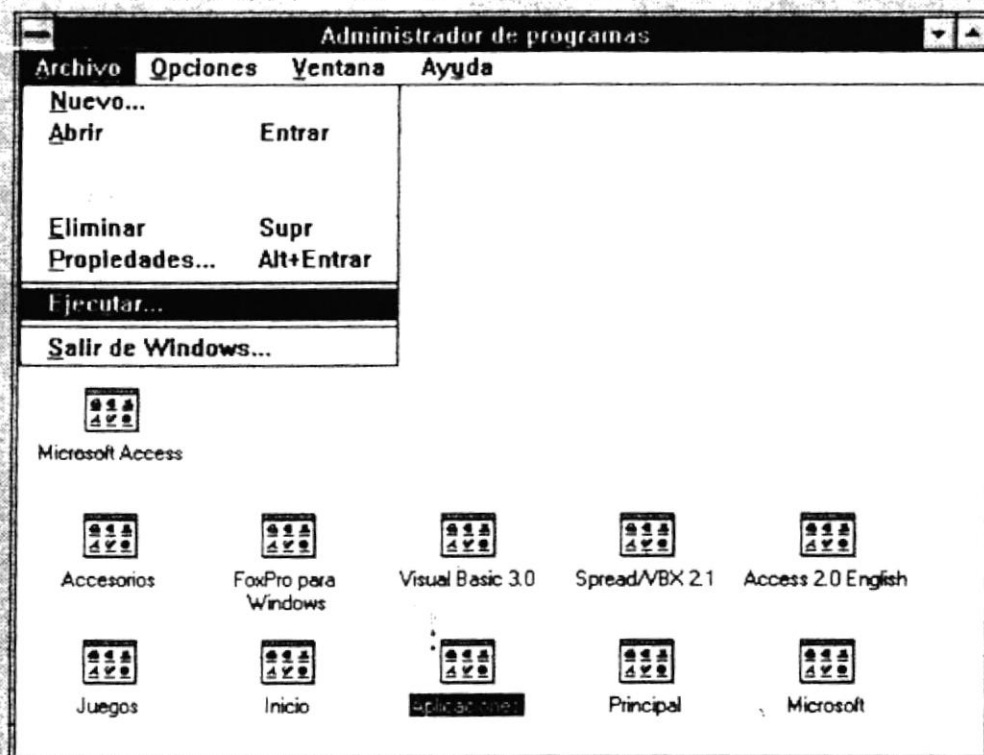 Administrador de programas
Archivo Opciones Ventana Ayuda
Nuevo...
Abrir Entrar
Eliminar Supr
Propiedades... Alt+Entrar
Ejecutar...
Salir de Windows...
Microsoft Access
Accesorios FoxPro para Windows Visual Basic 3.0 Spread/VBX 2.1 Access 2.0 English
Juegos Inicio Aplicaciones Principal Microsoft